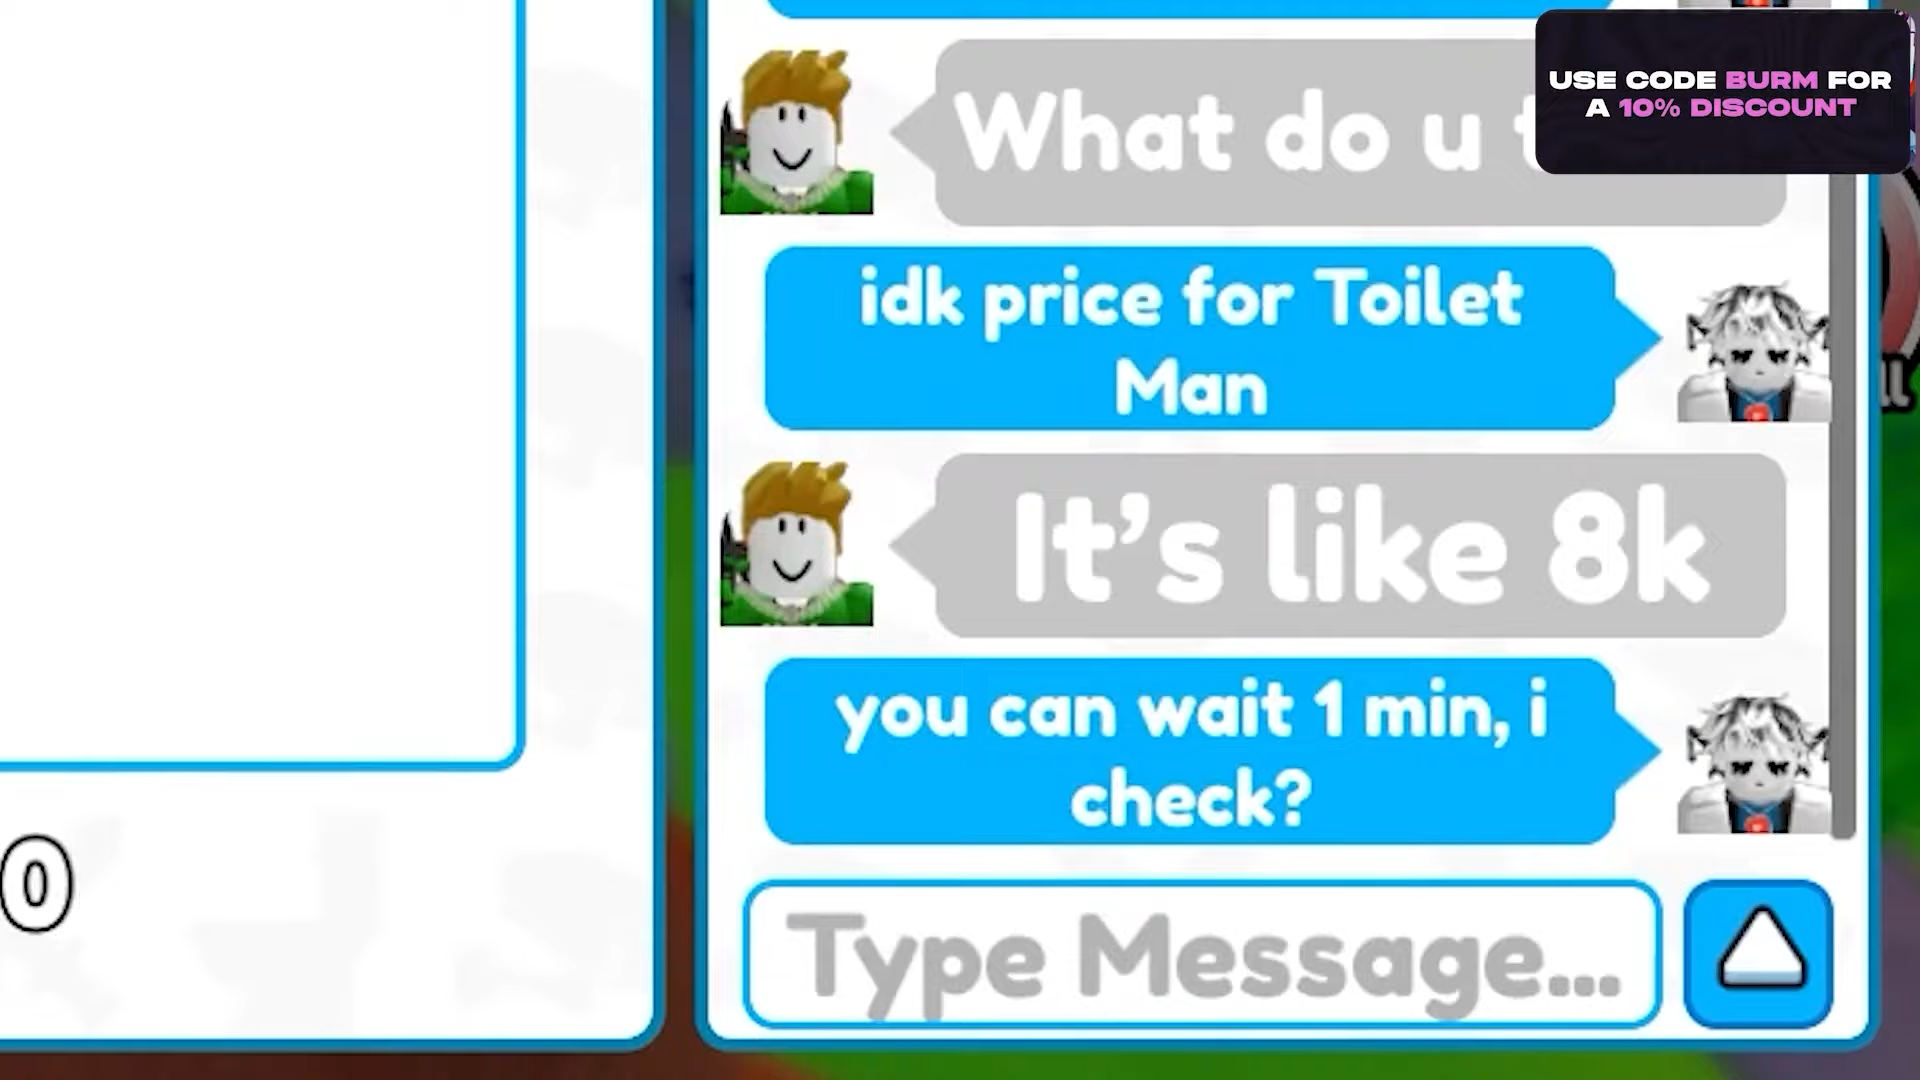 USE CODE BURM FOR
A 10% DISCOUNT
What do u
idk price for Toilet
Man
It's like 8k
you can wait 1 min, i
check?
0
Type Message...